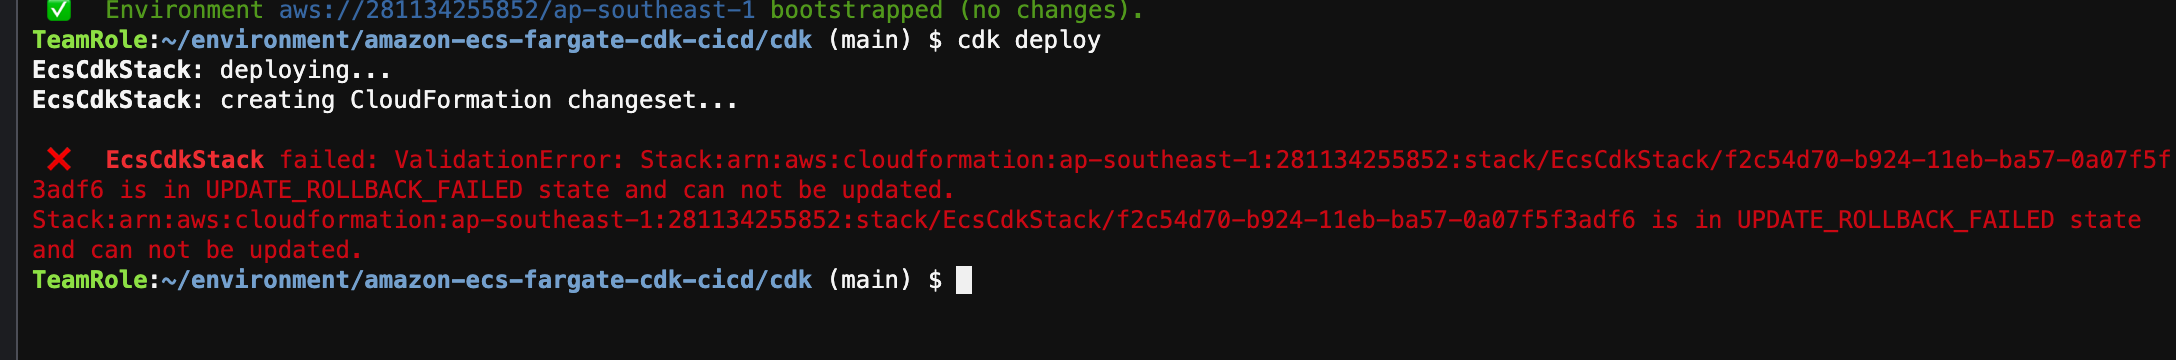 ✅ Environment aws://281134255852/ap-southeast-1 bootstrapped (no changes).
TeamRole:~/environment/amazon-ecs-fargate-cdk-cicd/cdk (main) $ cdk deploy
EcsCdkStack: deploying...
EcsCdkStack: creating CloudFormation changeset...
❌ EcsCdkStack failed: ValidationError: Stack:arn:aws:cloudformation:ap-southeast-1:281134255852:stack/EcsCdkStack/f2c54d70-b924-11eb-ba57-0a07f5f
3adf6 is in UPDATE_ROLLBACK_FAILED state and can not be updated.
Stack:arn:aws:cloudformation:ap-southeast-1:281134255852:stack/EcsCdkStack/f2c54d70-b924-11eb-ba57-0a07f5f3adf6 is in UPDATE_ROLLBACK_FAILED state
and can not be updated.
TeamRole:~/environment/amazon-ecs-fargate-cdk-cicd/cdk (main) $